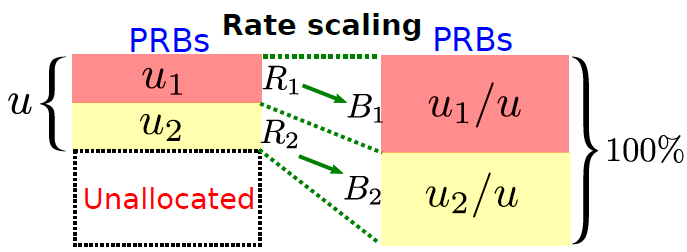 Rate scaling
PRBs
PRBs
u
u₁
u₂
Unallocated
R₁
B₁
R₂
B₂
u₁/u
u₂/u
100%